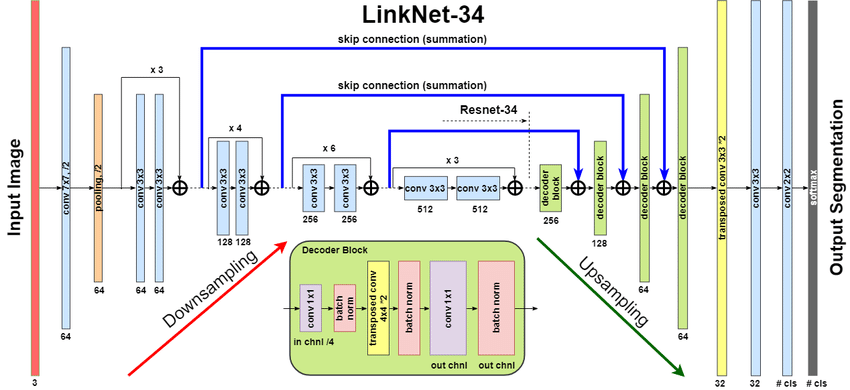 LinkNet-34
skip connection (summation)
skip connection (summation)
Resnet-34
Input Image
3
conv 7x7, /2
64
pooling, /2
64
x 3
conv 3x3
64
conv 3x3
64
x 4
conv 3x3
128
conv 3x3
128
x 6
conv 3x3
256
conv 3x3
256
x 3
conv 3x3
512
conv 3x3
512
decoder
block
256
decoder block
128
decoder block
64
decoder block
64
transposed conv 3x3 *2
32
conv 3x3
32
conv 2x2
# cls
softmax
# cls
Output Segmentation
Downsampling
Upsampling
Decoder Block
conv 1x1
in chnl /4
batch
norm
transposed conv
4x4 *2
batch norm
conv 1x1
out chnl
batch norm
out chnl